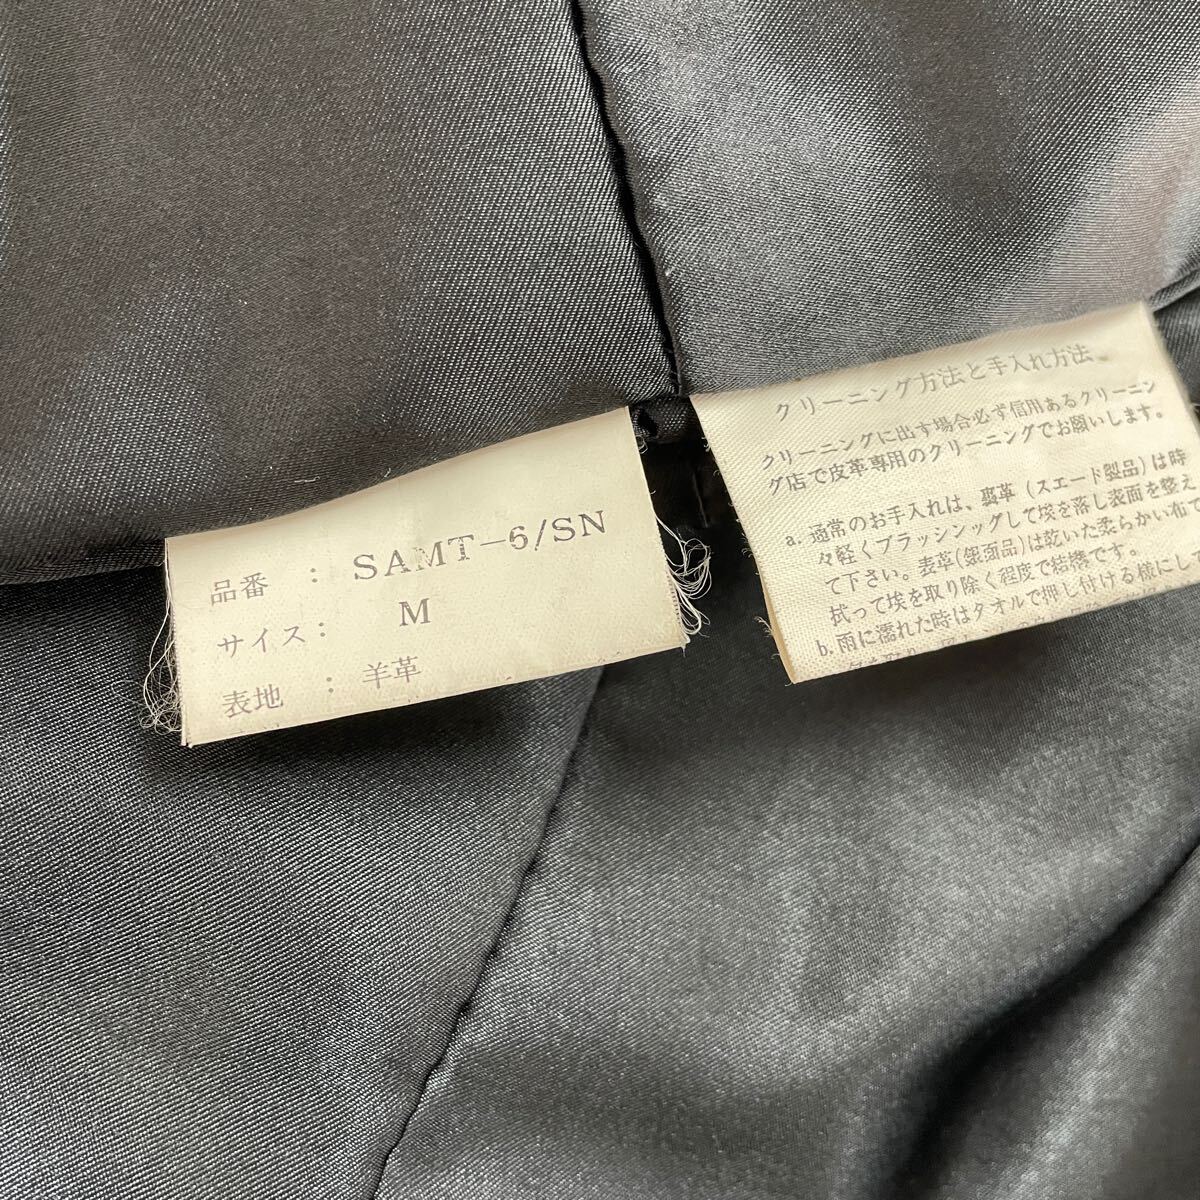 品番 : SAMT-6/SN
サイズ : M
表地 : 羊革
クリーニング方法と手入れ方法
クリーニングに出す場合必ず信用あるクリーニン
グ店で皮革専用のクリーニングでお願いします。
a. 通常のお手入れは、裏革(スエード製品)は時
々軽くブラッシングして埃を落し表面を整え
て下さい。表革(銀面品)は乾いた柔らかい布で
拭って埃を取り除く程度で結構です。
b. 雨に濡れた時はタオルで押し付ける様にして